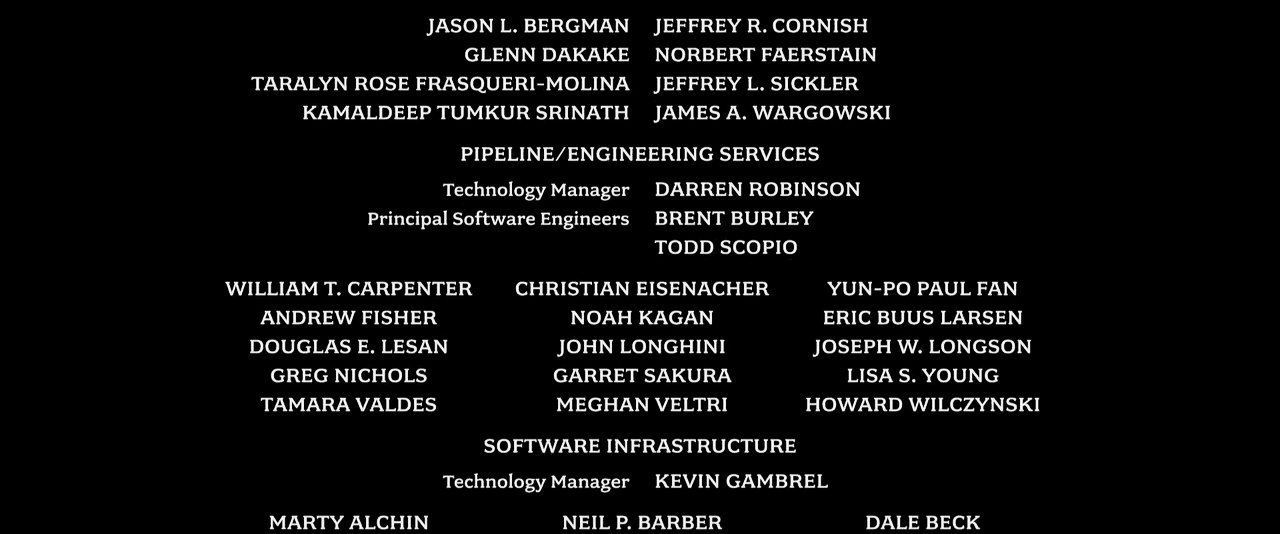 JASON L. BERGMAN JEFFREY R. CORNISH
GLENN DAKAKE NORBERT FAERSTAIN
TARALYN ROSE FRASQUERI-MOLINA JEFFREY L. SICKLER
KAMALDEEP TUMKUR SRINATH JAMES A. WARGOWSKI
PIPELINE/ENGINEERING SERVICES
Technology Manager DARREN ROBINSON
Principal Software Engineers BRENT BURLEY
TODD SCOPIO
WILLIAM T. CARPENTER CHRISTIAN EISENACHER YUN-PO PAUL FAN
ANDREW FISHER NOAH KAGAN ERIC BUUS LARSEN
DOUGLAS E. LESAN JOHN LONGHINI JOSEPH W. LONGSON
GREG NICHOLS GARRET SAKURA LISA S. YOUNG
TAMARA VALDES MEGHAN VELTRI HOWARD WILCZYNSKI
SOFTWARE INFRASTRUCTURE
Technology Manager KEVIN GAMBREL
MARTY ALCHIN NEIL P. BARBER DALE BECK